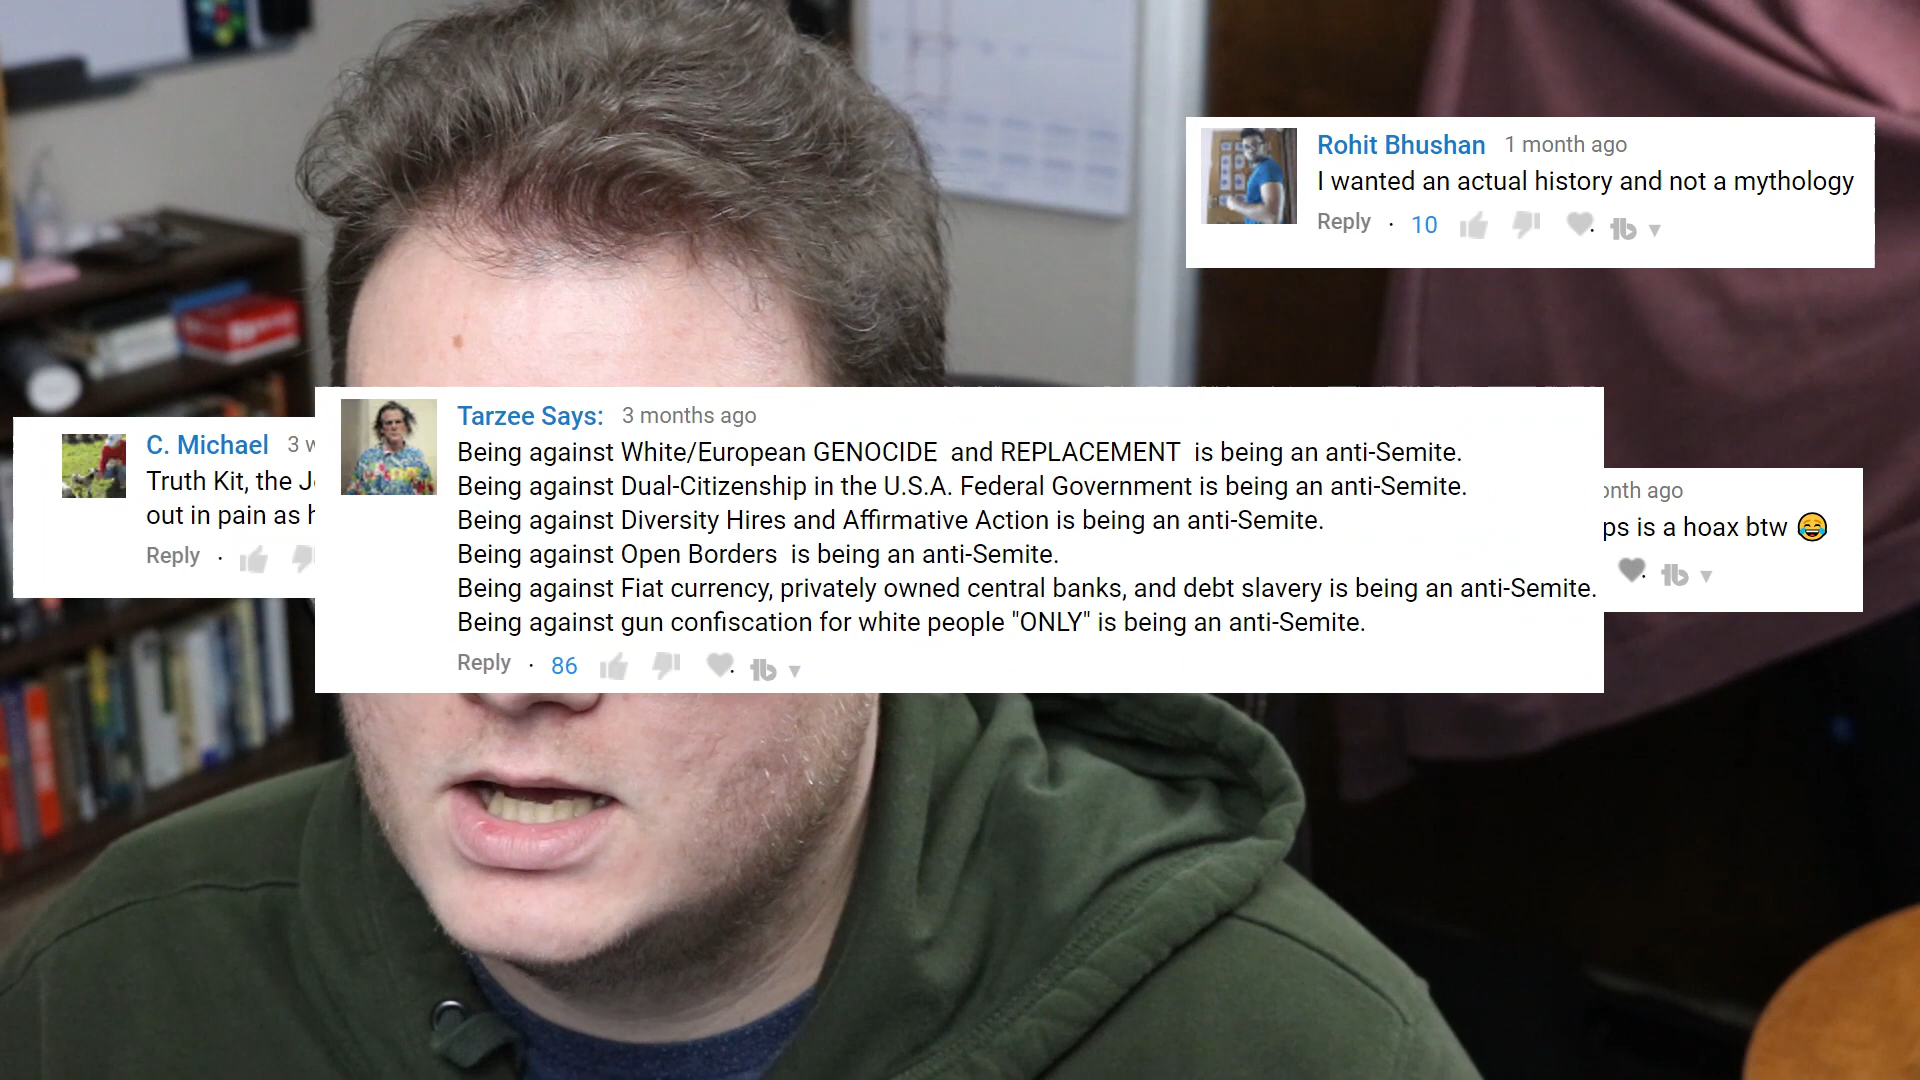 Rohit Bhushan 1 month ago
I wanted an actual history and not a mythology
Reply · 10
C. Michael 3 w
Truth Kit, the J
out in pain as h
Reply ·
Tarzee Says: 3 months ago
Being against White/European GENOCIDE and REPLACEMENT is being an anti-Semite.
Being against Dual-Citizenship in the U.S.A. Federal Government is being an anti-Semite.
Being against Diversity Hires and Affirmative Action is being an anti-Semite.
Being against Open Borders is being an anti-Semite.
Being against Fiat currency, privately owned central banks, and debt slavery is being an anti-Semite.
Being against gun confiscation for white people "ONLY" is being an anti-Semite.
Reply · 86
onth ago
ps is a hoax btw 😂